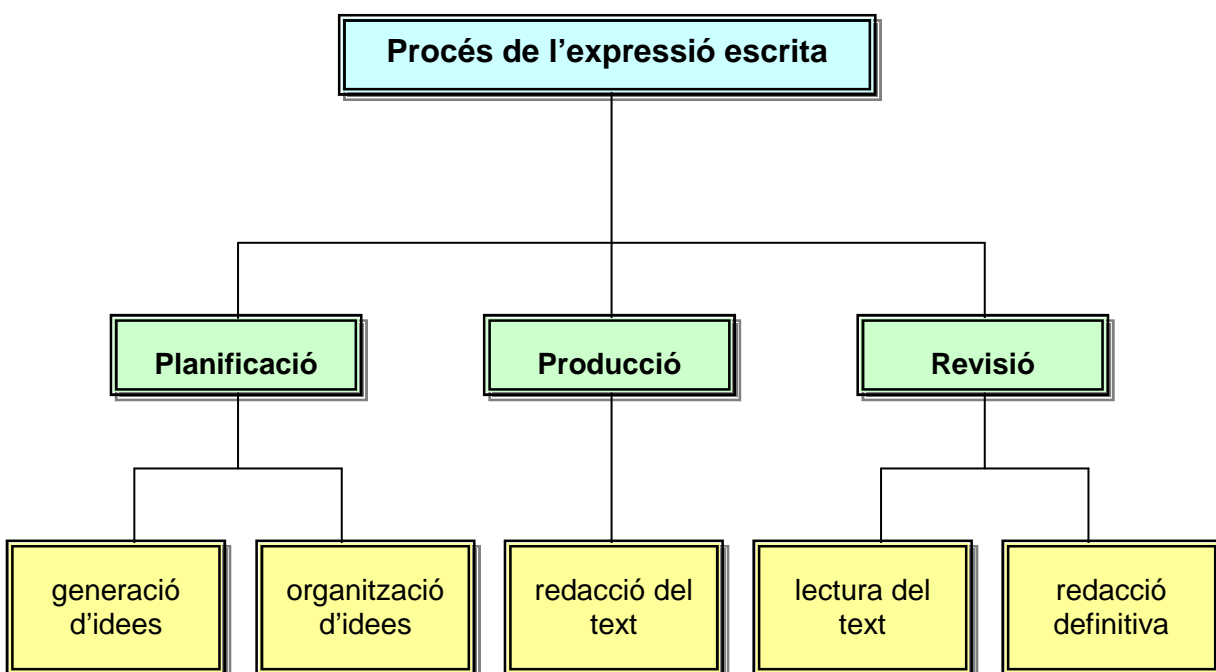 Procés de l’expressió escrita
Planificació
Producció
Revisió
generació
d’idees
organització
d’idees
redacció del
text
lectura del
text
redacció
definitiva